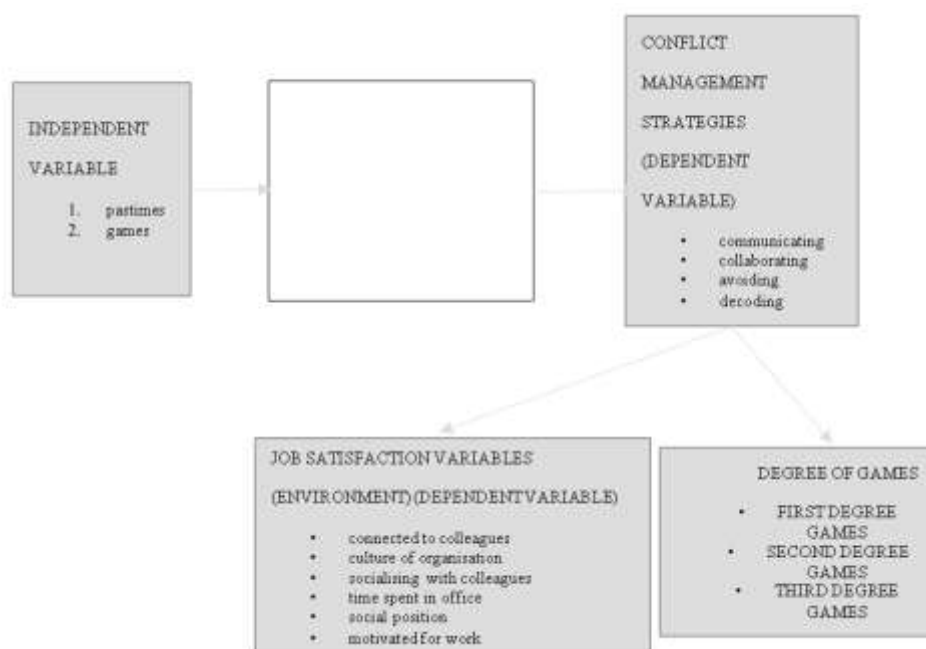 INDEPENDENT
VARIABLE
1. pastimes
2. games
CONFLICT
MANAGEMENT
STRATEGIES
(DEPENDENT
VARIABLE)
• communicating
• collaborating
• avoiding
• decoding
JOB SATISFACTION VARIABLES
(ENVIRONMENT) (DEPENDENT VARIABLE)
• connected to colleagues
• culture of organisation
• socialising with colleagues
• time spent in office
• social position
• motivated for work
DEGREE OF GAMES
• FIRST DEGREE
GAMES
• SECOND DEGREE
GAMES
• THIRD DEGREE
GAMES